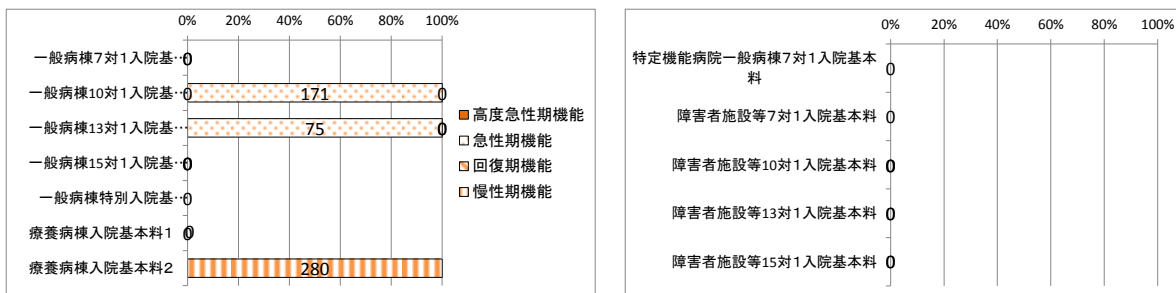 0% 20% 40% 60% 80% 100%
一般病棟7対1入院基… 0
一般病棟10対1入院基… 0 171 0
一般病棟13対1入院基… 75 0
一般病棟15対1入院基… 0
一般病棟特別入院基… 0
療養病棟入院基本料1 0
療養病棟入院基本料2 280
高度急性期機能
急性期機能
回復期機能
慢性期機能
0% 20% 40% 60% 80% 100%
特定機能病院一般病棟7対1入院基本
料 0
障害者施設等7対1入院基本料 0
障害者施設等10対1入院基本料 0
障害者施設等13対1入院基本料 0
障害者施設等15対1入院基本料 0